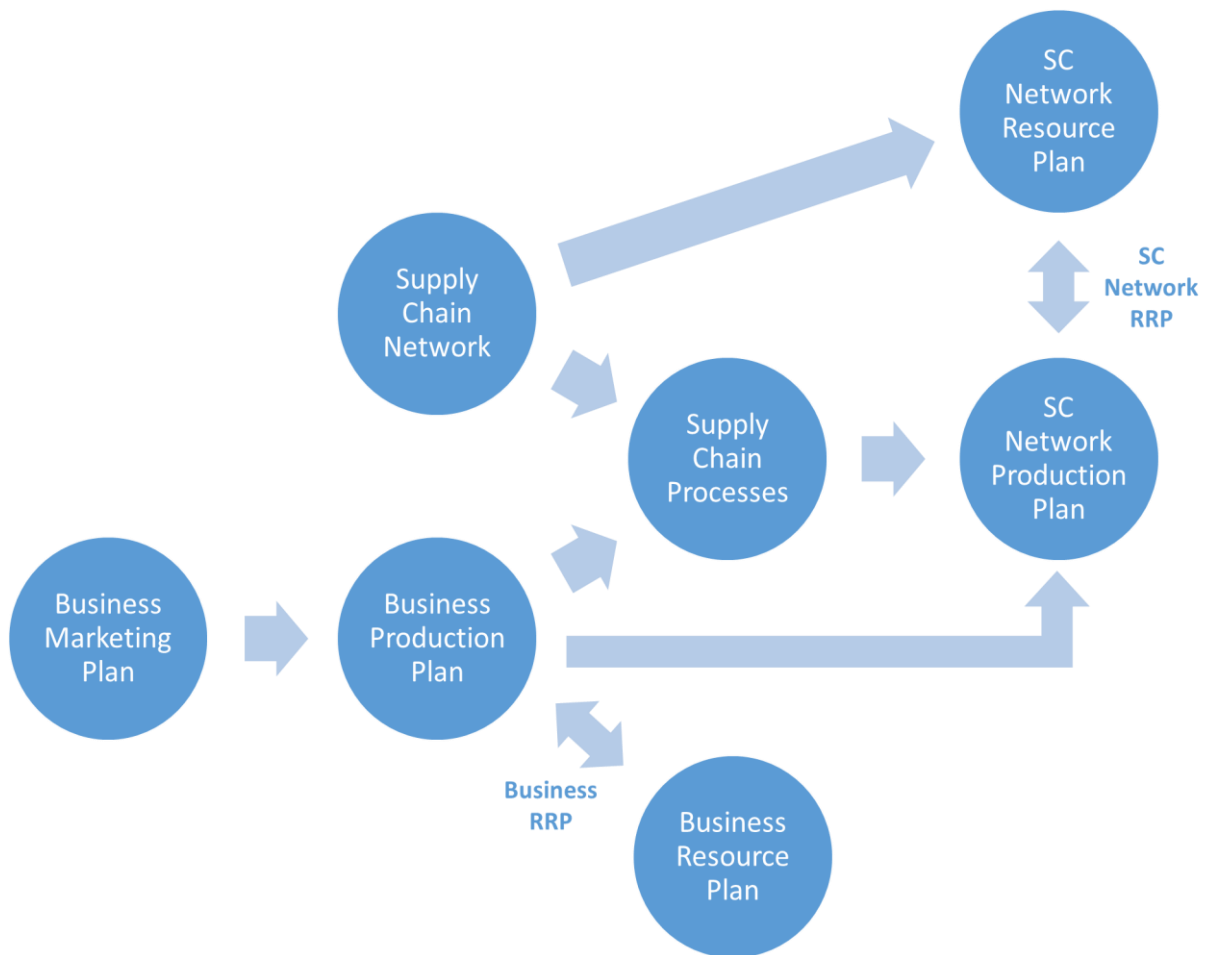 SC
Network
Resource
Plan
Supply
Chain
Network
SC
Network
RRP
Supply
Chain
Processes
SC
Network
Production
Plan
Business
Marketing
Plan
Business
Production
Plan
Business
RRP
Business
Resource
Plan